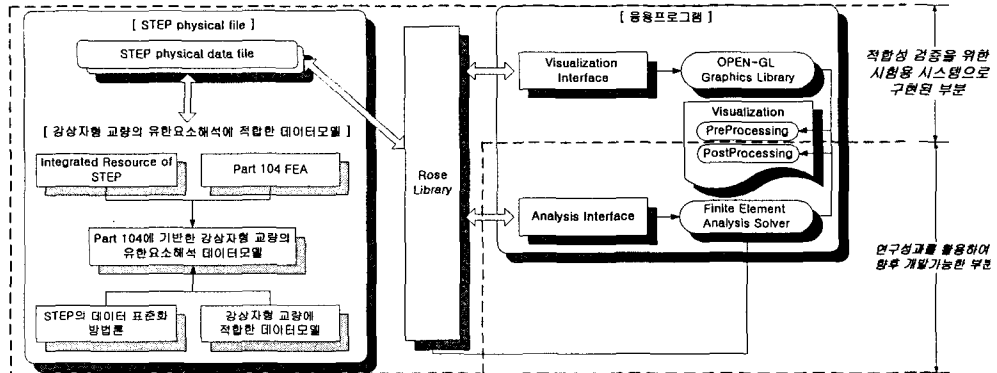 [ STEP physical file ]
STEP physical data file
[ 강상자형 교량의 유한요소해석에 적합한 데이터모델 ]
Integrated Resource of
STEP
Part 104 FEA
Part 104에 기반한 강상자형 교량의
유한요소해석 데이터모델
STEP의 데이터 표준화
방법론
강상자형 교량에
적합한 데이터모델
Rose
Library
[ 응용프로그램 ]
Visualization
Interface
OPEN-GL
Graphics Library
Visualization
PreProcessing
PostProcessing
Analysis Interface
Finite Element
Analysis Solver
적합성 검증을 위한
시험용 시스템으로
구현된 부분
연구성과를 활용하여
향후 개발가능한 부분